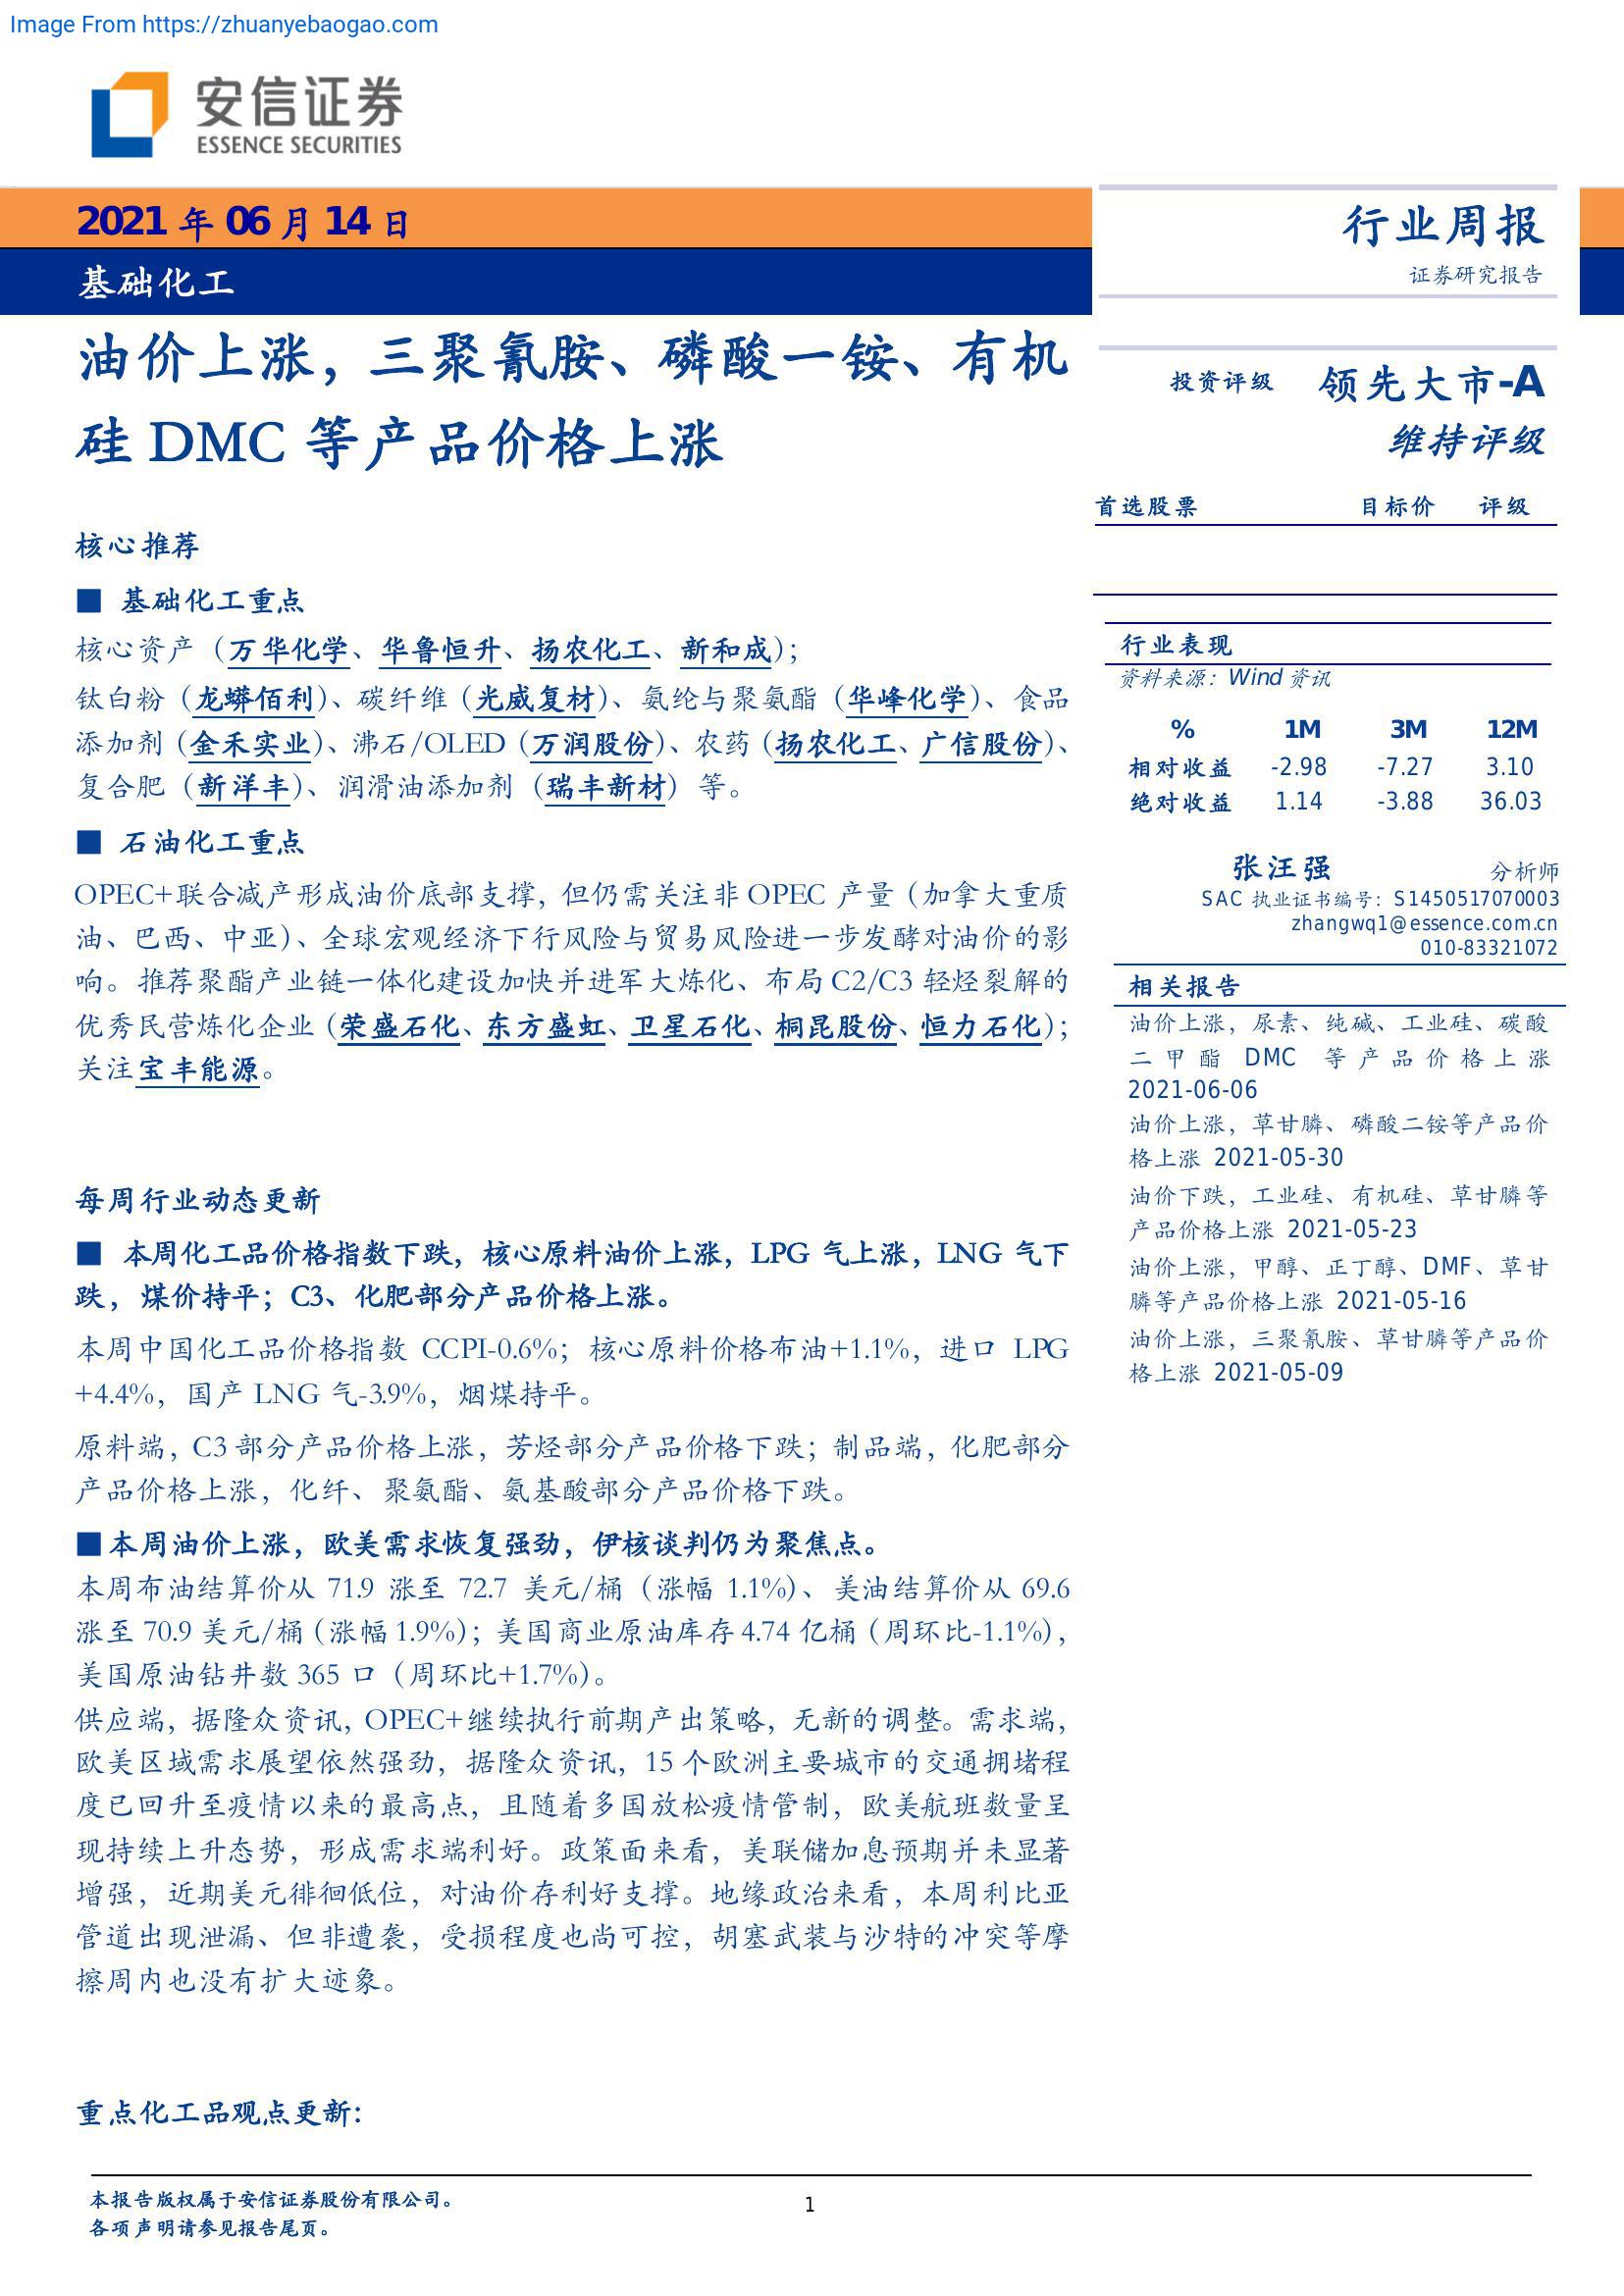 Image From https://zhuanyebaogao.com
安信证券
ESSENCE SECURITIES
2021 年 06 月 14 日
基础化工
行业周报
证券研究报告
油价上涨，三聚氰胺、磷酸一铵、有机
硅 DMC 等产品价格上涨
核心推荐
■ 基础化工重点
核心资产（万华化学、华鲁恒升、扬农化工、新和成）；
钛白粉（龙蟒佰利）、碳纤维（光威复材）、氨纶与聚氨酯（华峰化学）、食品
添加剂（金禾实业）、沸石/OLED（万润股份）、农药（扬农化工、广信股份）、
复合肥（新洋丰）、润滑油添加剂（瑞丰新材）等。
■ 石油化工重点
OPEC+联合减产形成油价底部支撑，但仍需关注非 OPEC 产量（加拿大重质
油、巴西、中亚）、全球宏观经济下行风险与贸易风险进一步发酵对油价的影
响。推荐聚酯产业链一体化建设加快并进军大炼化、布局 C2/C3 轻烃裂解的
优秀民营炼化企业（荣盛石化、东方盛虹、卫星石化、桐昆股份、恒力石化）；
关注宝丰能源。
每周行业动态更新
■ 本周化工品价格指数下跌，核心原料油价上涨，LPG 气上涨，LNG 气下
跌，煤价持平；C3、化肥部分产品价格上涨。
本周中国化工品价格指数 CCPI-0.6%；核心原料价格布油+1.1%，进口 LPG
+4.4%，国产 LNG 气-3.9%，烟煤持平。
原料端，C3 部分产品价格上涨，芳烃部分产品价格下跌；制品端，化肥部分
产品价格上涨，化纤、聚氨酯、氨基酸部分产品价格下跌。
■本周油价上涨，欧美需求恢复强劲，伊核谈判仍为聚焦点。
本周布油结算价从 71.9 涨至 72.7 美元/桶（涨幅 1.1%）、美油结算价从 69.6
涨至 70.9 美元/桶（涨幅 1.9%）；美国商业原油库存 4.74 亿桶（周环比-1.1%），
美国原油钻井数 365 口（周环比+1.7%）。
供应端，据隆众资讯，OPEC+继续执行前期产出策略，无新的调整。需求端，
欧美区域需求展望依然强劲，据隆众资讯，15 个欧洲主要城市的交通拥堵程
度已回升至疫情以来的最高点，且随着多国放松疫情管制，欧美航班数量呈
现持续上升态势，形成需求端利好。政策面来看，美联储加息预期并未显著
增强，近期美元徘徊低位，对油价存利好支撑。地缘政治来看，本周利比亚
管道出现泄漏、但非遭袭，受损程度也尚可控，胡塞武装与沙特的冲突等摩
擦周内也没有扩大迹象。
重点化工品观点更新：
投资评级 领先大市-A
维持评级
首选股票 目标价 评级
行业表现
资料来源：Wind 资讯
% 1M 3M 12M
相对收益 -2.98 -7.27 3.10
绝对收益 1.14 -3.88 36.03
张汪强 分析师
SAC 执业证书编号：S1450517070003
zhangwq1@essence.com.cn
010-83321072
相关报告
油价上涨，尿素、纯碱、工业硅、碳酸
二甲酯 DMC 等产品价格上涨
2021-06-06
油价上涨，草甘膦、磷酸二铵等产品价
格上涨 2021-05-30
油价下跌，工业硅、有机硅、草甘膦等
产品价格上涨 2021-05-23
油价上涨，甲醇、正丁醇、DMF、草甘
膦等产品价格上涨 2021-05-16
油价上涨，三聚氰胺、草甘膦等产品价
格上涨 2021-05-09
本报告版权属于安信证券股份有限公司。
各项声明请参见报告尾页。
1